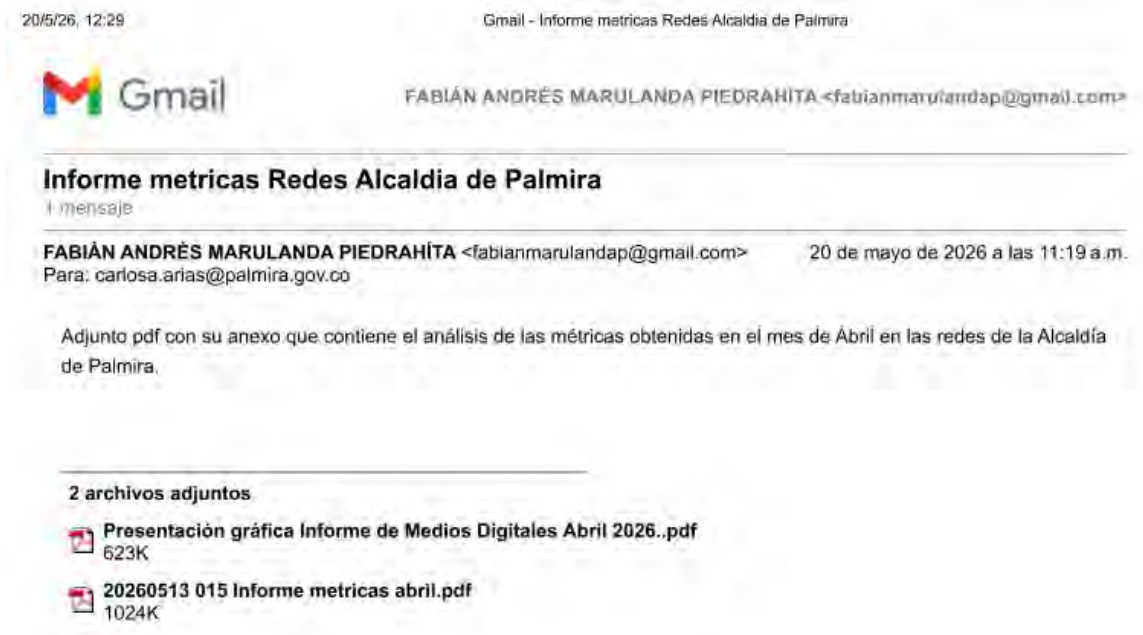 20/5/26, 12:29 Gmail - Informe metricas Redes Alcaldia de Palmira
Gmail FABIÁN ANDRÉS MARULANDA PIEDRAHÍTA <fabianmarulandap@gmail.com>
Informe metricas Redes Alcaldia de Palmira
1 mensaje
FABIÁN ANDRÉS MARULANDA PIEDRAHÍTA <fabianmarulandap@gmail.com> 20 de mayo de 2026 a las 11:19 a.m.
Para: carlosa.arias@palmira.gov.co
Adjunto pdf con su anexo que contiene el análisis de las métricas obtenidas en el mes de Abril en las redes de la Alcaldía
de Palmira.
2 archivos adjuntos
Presentación gráfica Informe de Medios Digitales Abril 2026..pdf
623K
20260513 015 Informe metricas abril.pdf
1024K